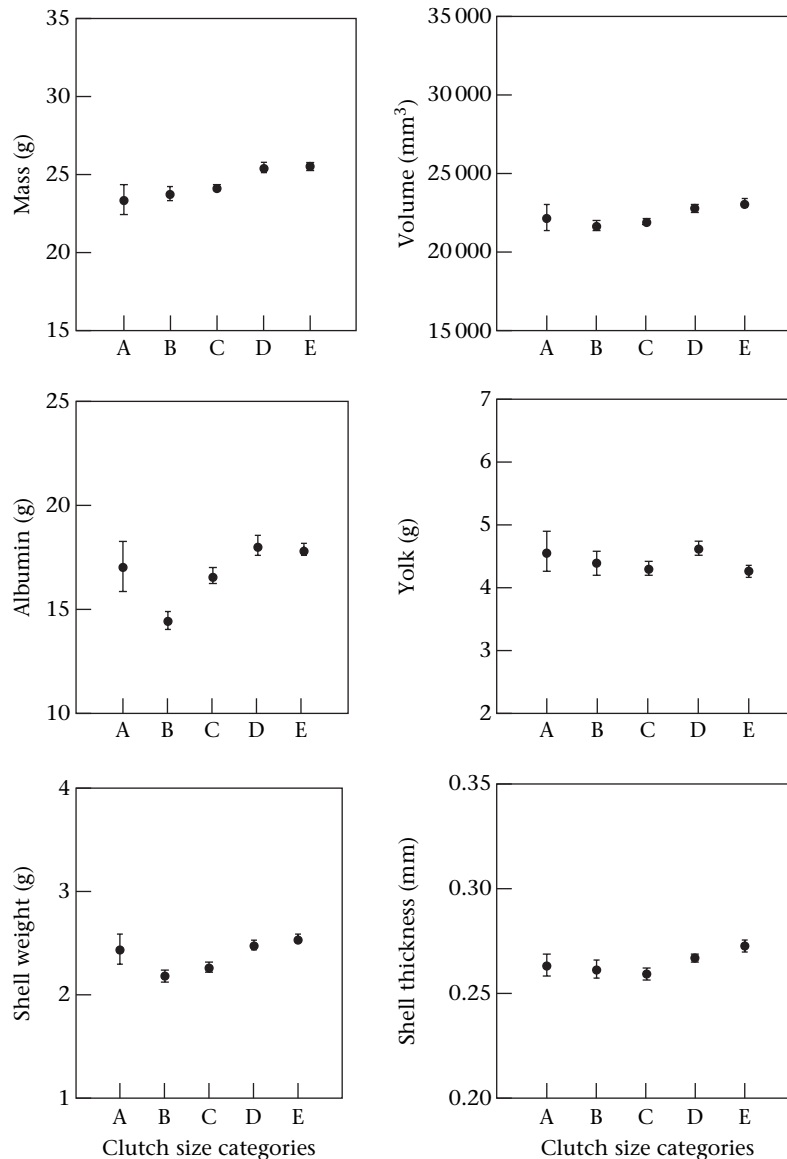 35
30
25
20
15
Mass (g)
A B C D E
35 000
30 000
25 000
20 000
15 000
Volume (mm³)
A B C D E
25
20
15
10
Albumin (g)
A B C D E
7
6
5
4
3
2
Yolk (g)
A B C D E
4
3
2
1
Shell weight (g)
A B C D E
Clutch size categories
0.35
0.30
0.25
0.20
Shell thickness (mm)
A B C D E
Clutch size categories